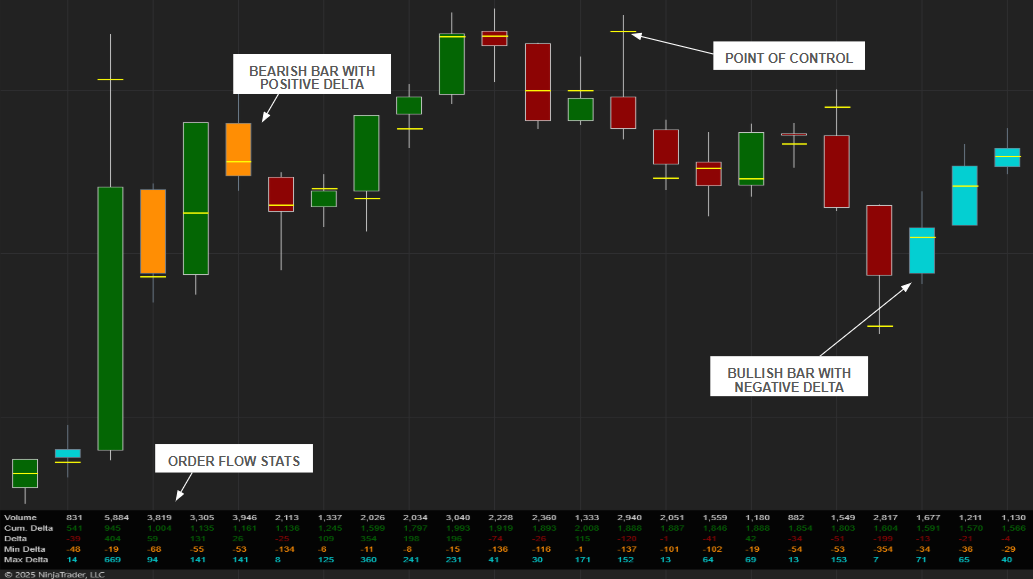 BEARISH BAR WITH
POSITIVE DELTA
POINT OF CONTROL
BULLISH BAR WITH
NEGATIVE DELTA
ORDER FLOW STATS
Volume 831 5,884 3,819 3,305 3,946 2,113 1,337 2,026 2,034 3,040 2,228 2,360 1,333 2,940 2,051 1,559 1,180 882 1,549 2,817 1,677 1,211 1,130
Cum. Delta 541 945 1,004 1,135 1,161 1,136 1,245 1,599 1,797 1,993 1,919 1,893 2,008 1,888 1,887 1,846 1,888 1,854 1,803 1,604 1,591 1,570 1,566
Delta -39 404 59 131 26 -25 109 354 198 196 -74 -26 115 -120 -1 -41 42 -34 -51 -199 -13 -21 -4
Min Delta -48 -19 -68 -55 -53 -134 -8 -11 -8 -15 -136 -116 -1 -137 -101 -102 -19 -54 -53 -354 -34 -36 -29
Max Delta 14 669 94 141 141 8 125 360 241 231 41 30 171 152 13 64 69 13 153 7 71 65 40
© 2025 NinjaTrader, LLC